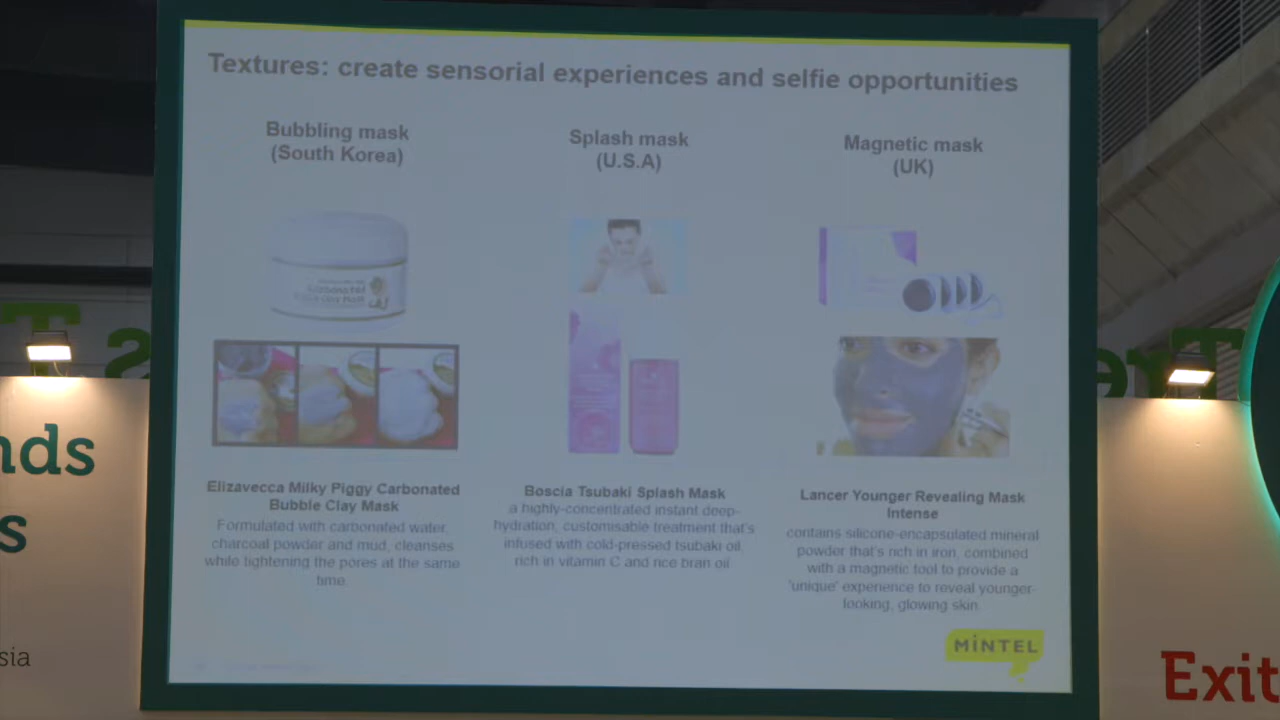 Textures: create sensorial experiences and selfie opportunities
Bubbling mask
(South Korea)
Splash mask
(U.S.A)
Magnetic mask
(UK)
Elizavecca Milky Piggy Carbonated
Bubble Clay Mask
Formulated with carbonated water,
charcoal powder and mud, cleanses
while tightening the pores at the same
time.
Boscia Tsubaki Splash Mask
a highly-concentrated instant deep-
hydration, customisable treatment that's
infused with cold-pressed tsubaki oil,
rich in vitamin C and rice bran oil
Lancer Younger Revealing Mask
Intense
contains silicone-encapsulated mineral
powder that's rich in iron, combined
with a magnetic tool to provide a
'unique' experience to reveal younger-
looking, glowing skin.
MiNTEL
nds
s
sia
Exit